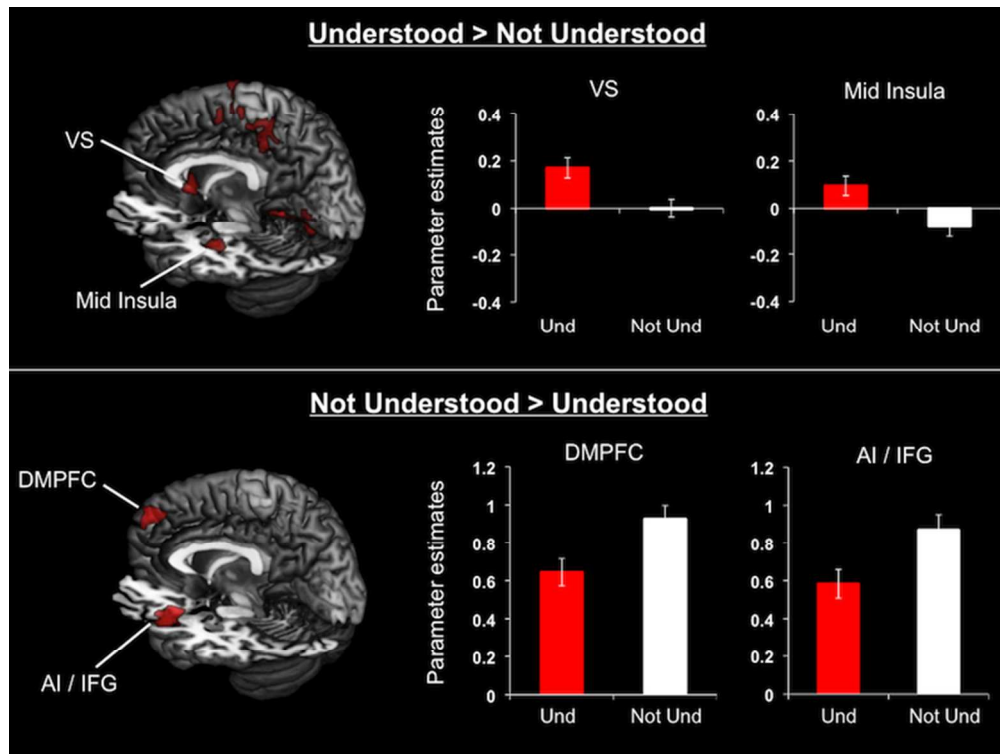 Understood > Not Understood
VS
Mid Insula
VS
Parameter estimates
0.4
0.2
0
-0.2
-0.4
Und Not Und
Mid Insula
0.4
0.2
0
-0.2
-0.4
Und Not Und
Not Understood > Understood
DMPFC
AI / IFG
DMPFC
Parameter estimates
1.2
1
0.8
0.6
0.4
0.2
0
Und Not Und
AI / IFG
1.2
1
0.8
0.6
0.4
0.2
0
Und Not Und